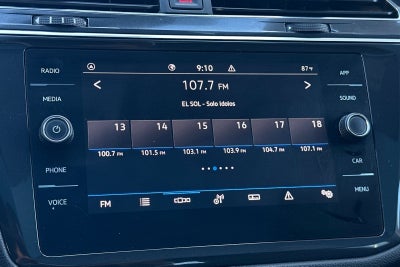 RADIO
MEDIA
PHONE
VOICE
9:10
87°F
107.7 FM
EL SOL - Solo idolos
13 14 15 16 17 18
100.7 FM 101.5 FM 103.1 FM 103.9 FM 104.7 FM 107.1 FM
FM
APP
SOUND
CAR
MENU